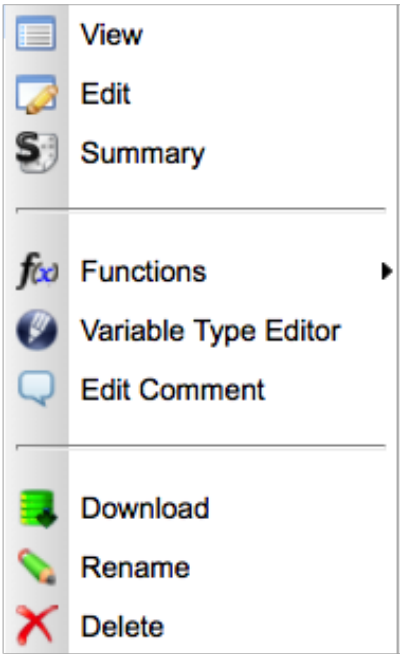 View
Edit
S Summary
f(x) Functions
Variable Type Editor
Edit Comment
Download
Rename
Delete